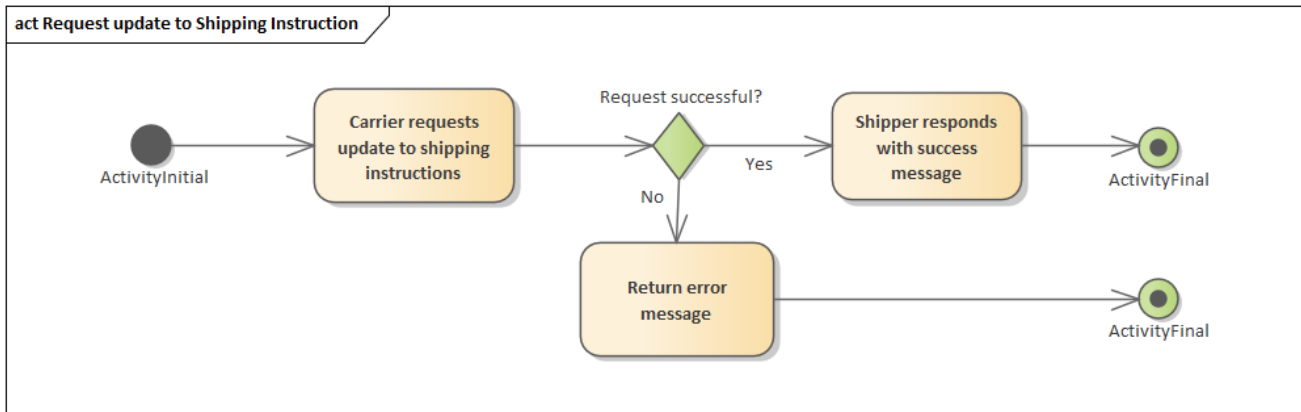 act Request update to Shipping Instruction
Request successful?
Carrier requests
update to shipping
instructions
Shipper responds
with success
message
ActivityInitial
Yes
ActivityFinal
No
Return error
message
ActivityFinal